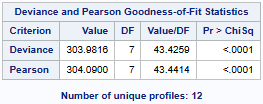 Deviance and Pearson Goodness-of-Fit Statistics
Criterion Value DF Value/DF Pr > ChiSq
Deviance 303.9816 7 43.4259 <.0001
Pearson 304.0900 7 43.4414 <.0001
Number of unique profiles: 12